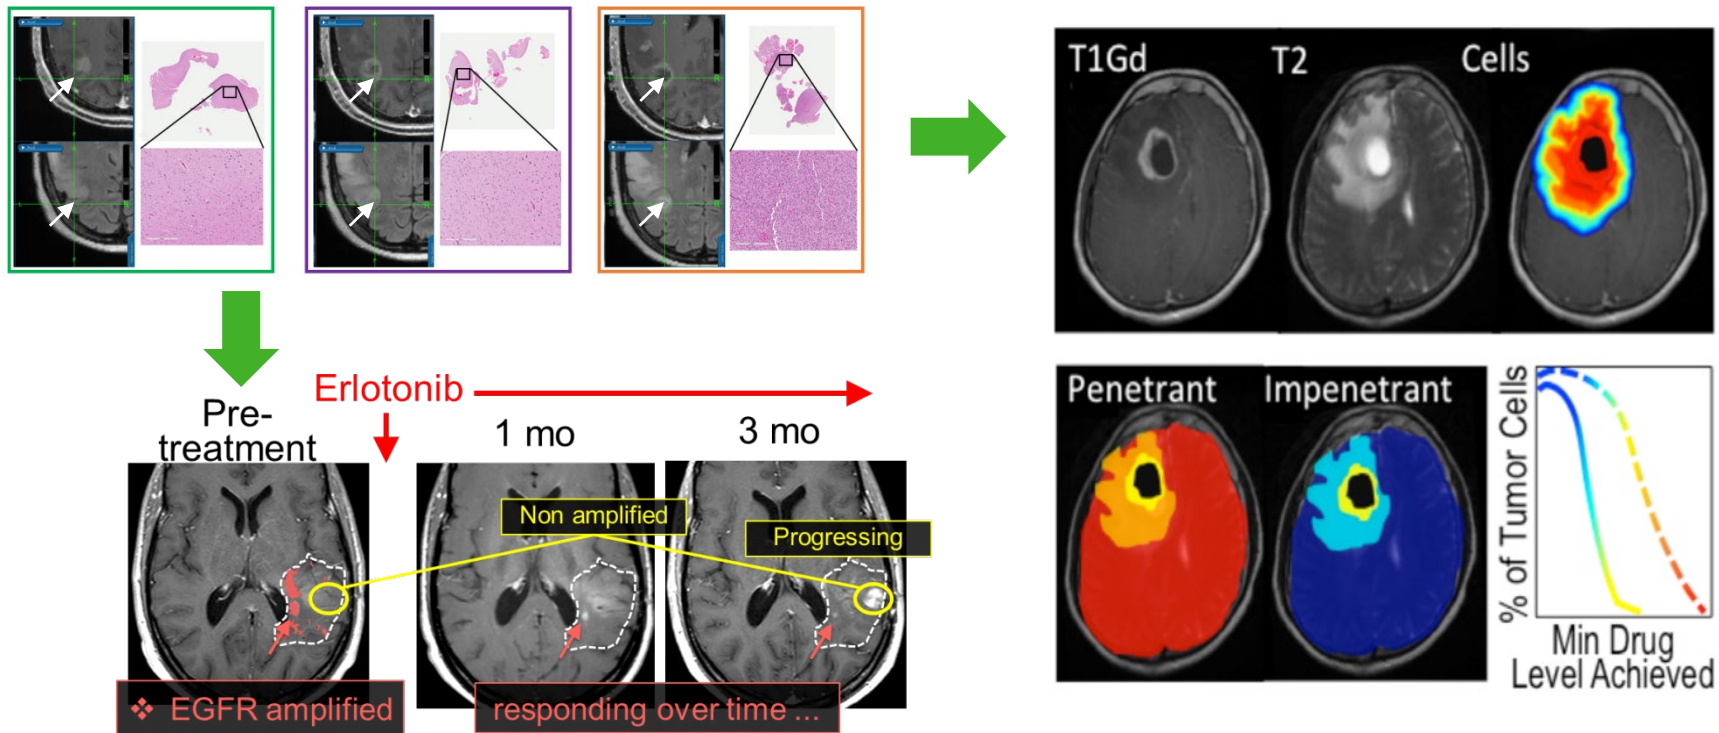 T1Gd
T2
Cells
Erlotonib
Pre-
treatment
1 mo
3 mo
Non amplified
Progressing
❖ EGFR amplified
responding over time ...
Penetrant
Impenetrant
% of Tumor Cells
Min Drug
Level Achieved